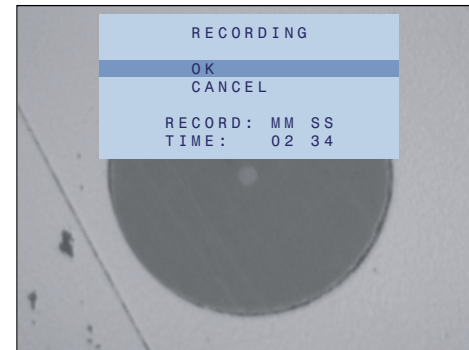 RECORDING
OK
CANCEL
RECORD: MM SS
TIME: 02 34